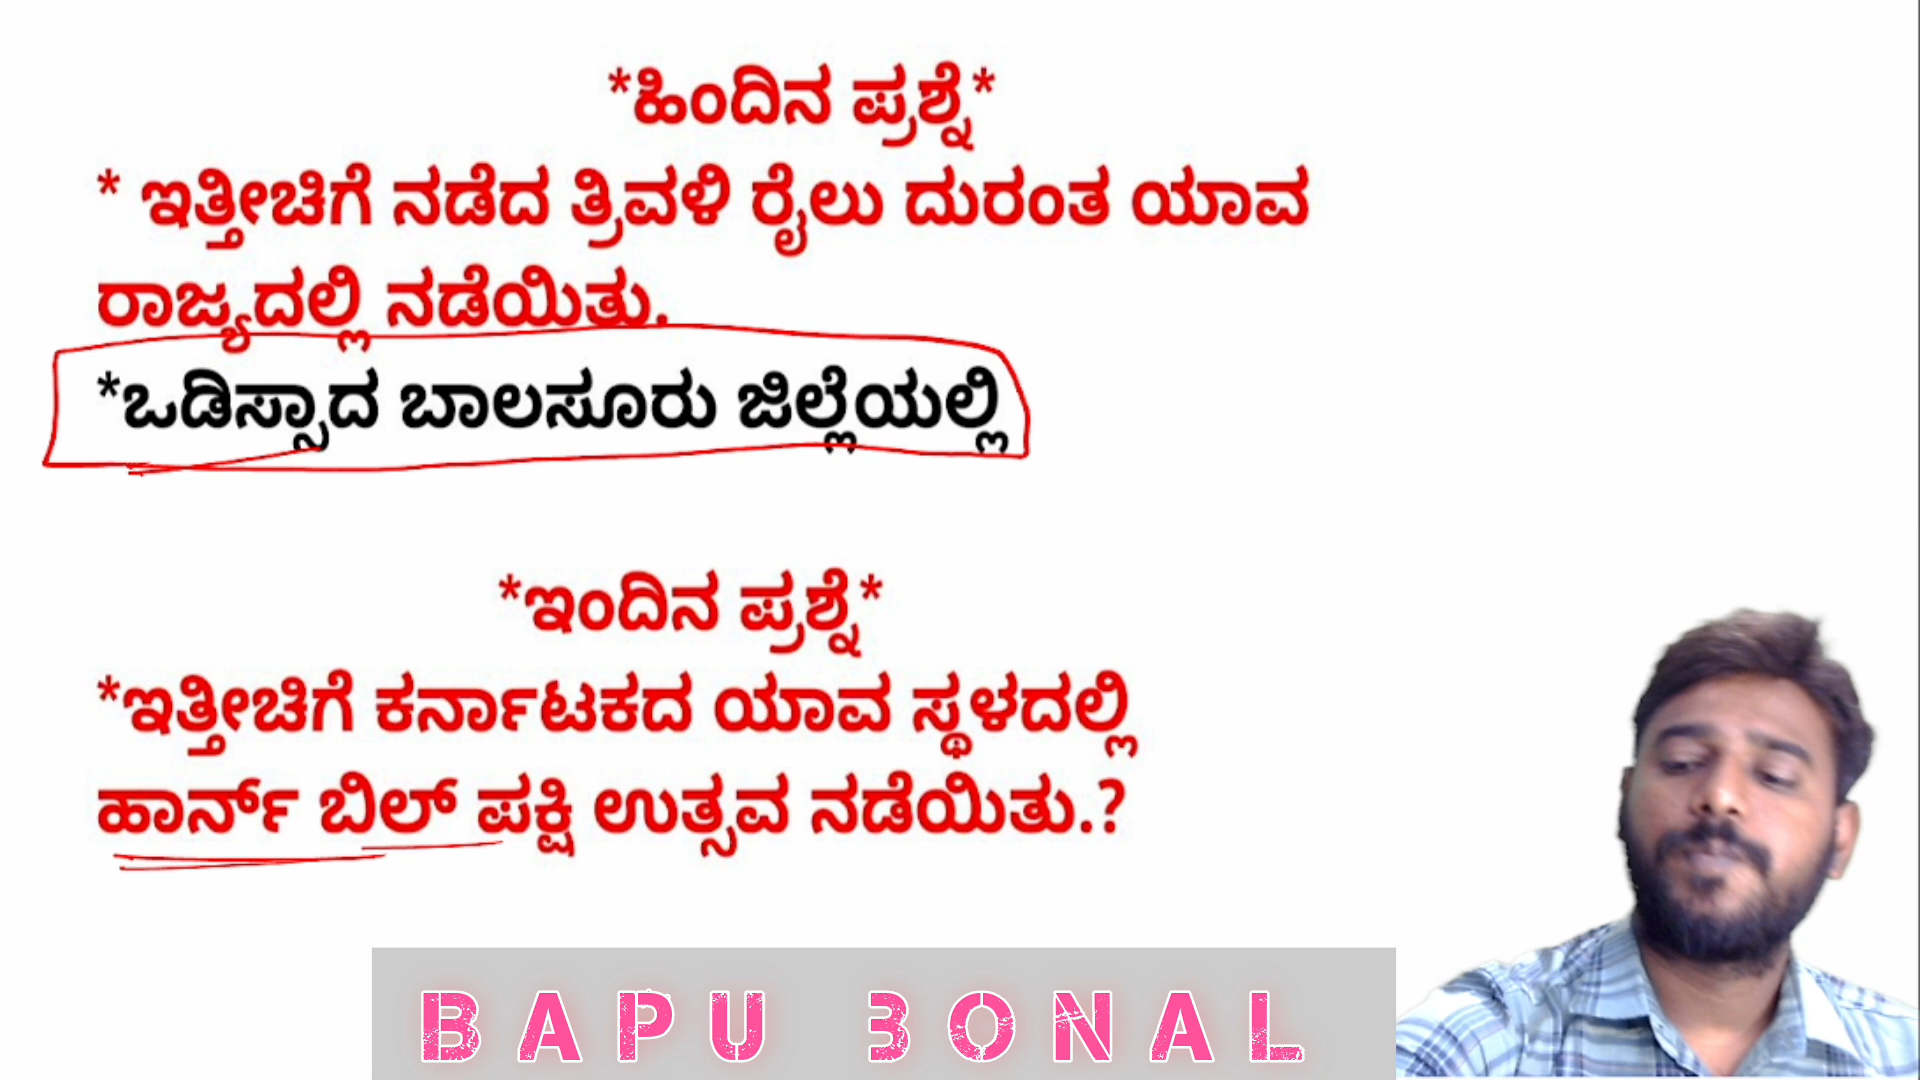 *ಹಿಂದಿನ ಪ್ರಶ್ನೆ*
* ಇತ್ತೀಚಿಗೆ ನಡೆದ ತ್ರಿವಳಿ ರೈಲು ದುರಂತ ಯಾವ
ರಾಜ್ಯದಲ್ಲಿ ನಡೆಯಿತು.
*ಒಡಿಸ್ಸಾದ ಬಾಲಸೂರು ಜಿಲ್ಲೆಯಲ್ಲಿ
*ಇಂದಿನ ಪ್ರಶ್ನೆ*
*ಇತ್ತೀಚಿಗೆ ಕರ್ನಾಟಕದ ಯಾವ ಸ್ಥಳದಲ್ಲಿ
ಹಾರ್ನ್ ಬಿಲ್ ಪಕ್ಷಿ ಉತ್ಸವ ನಡೆಯಿತು.?
BAPU BONAL